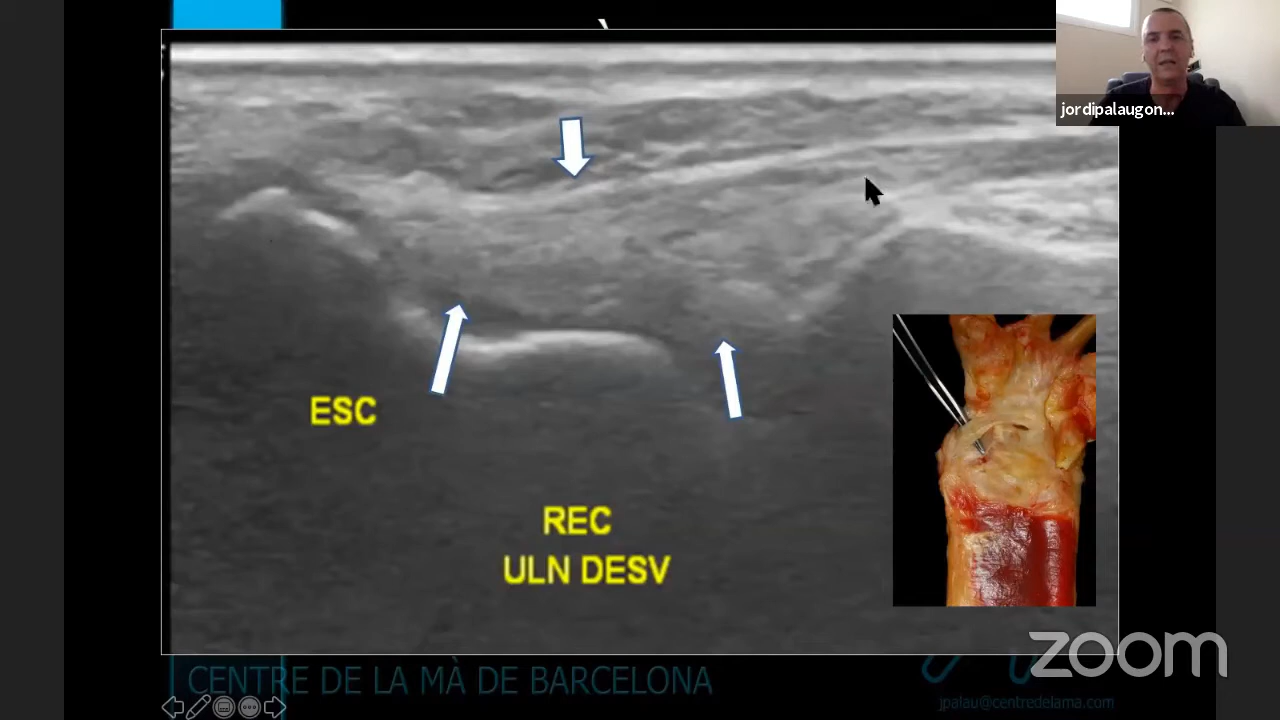 jordipalaugon...
ESC
REC
ULN DESV
zoom
CENTRE DE LA MÀ DE BARCELONA
jpalau@centredelama.com